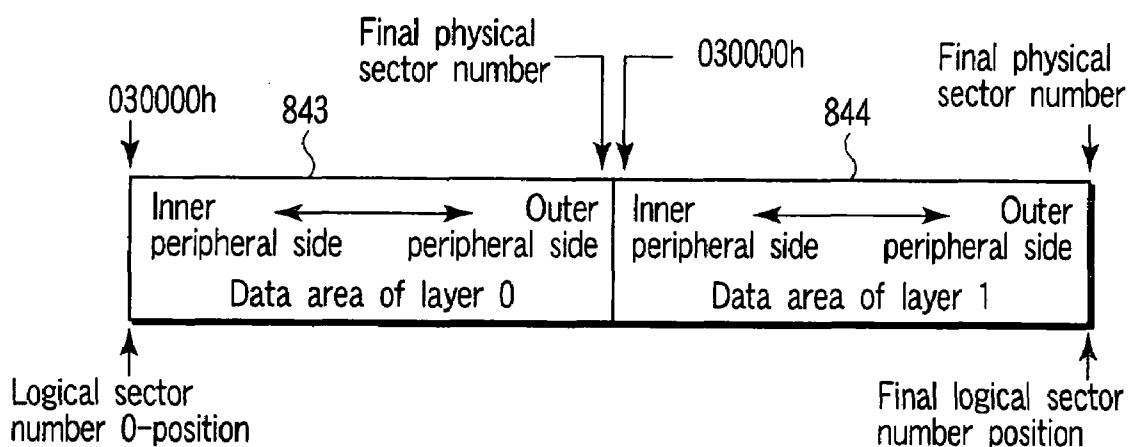 Final physical
sector number
030000h
Final physical
sector number
030000h
843
844
Inner
peripheral side
Outer
peripheral side
Data area of layer 0
Inner
peripheral side
Outer
peripheral side
Data area of layer 1
Logical sector
number 0-position
Final logical sector
number position